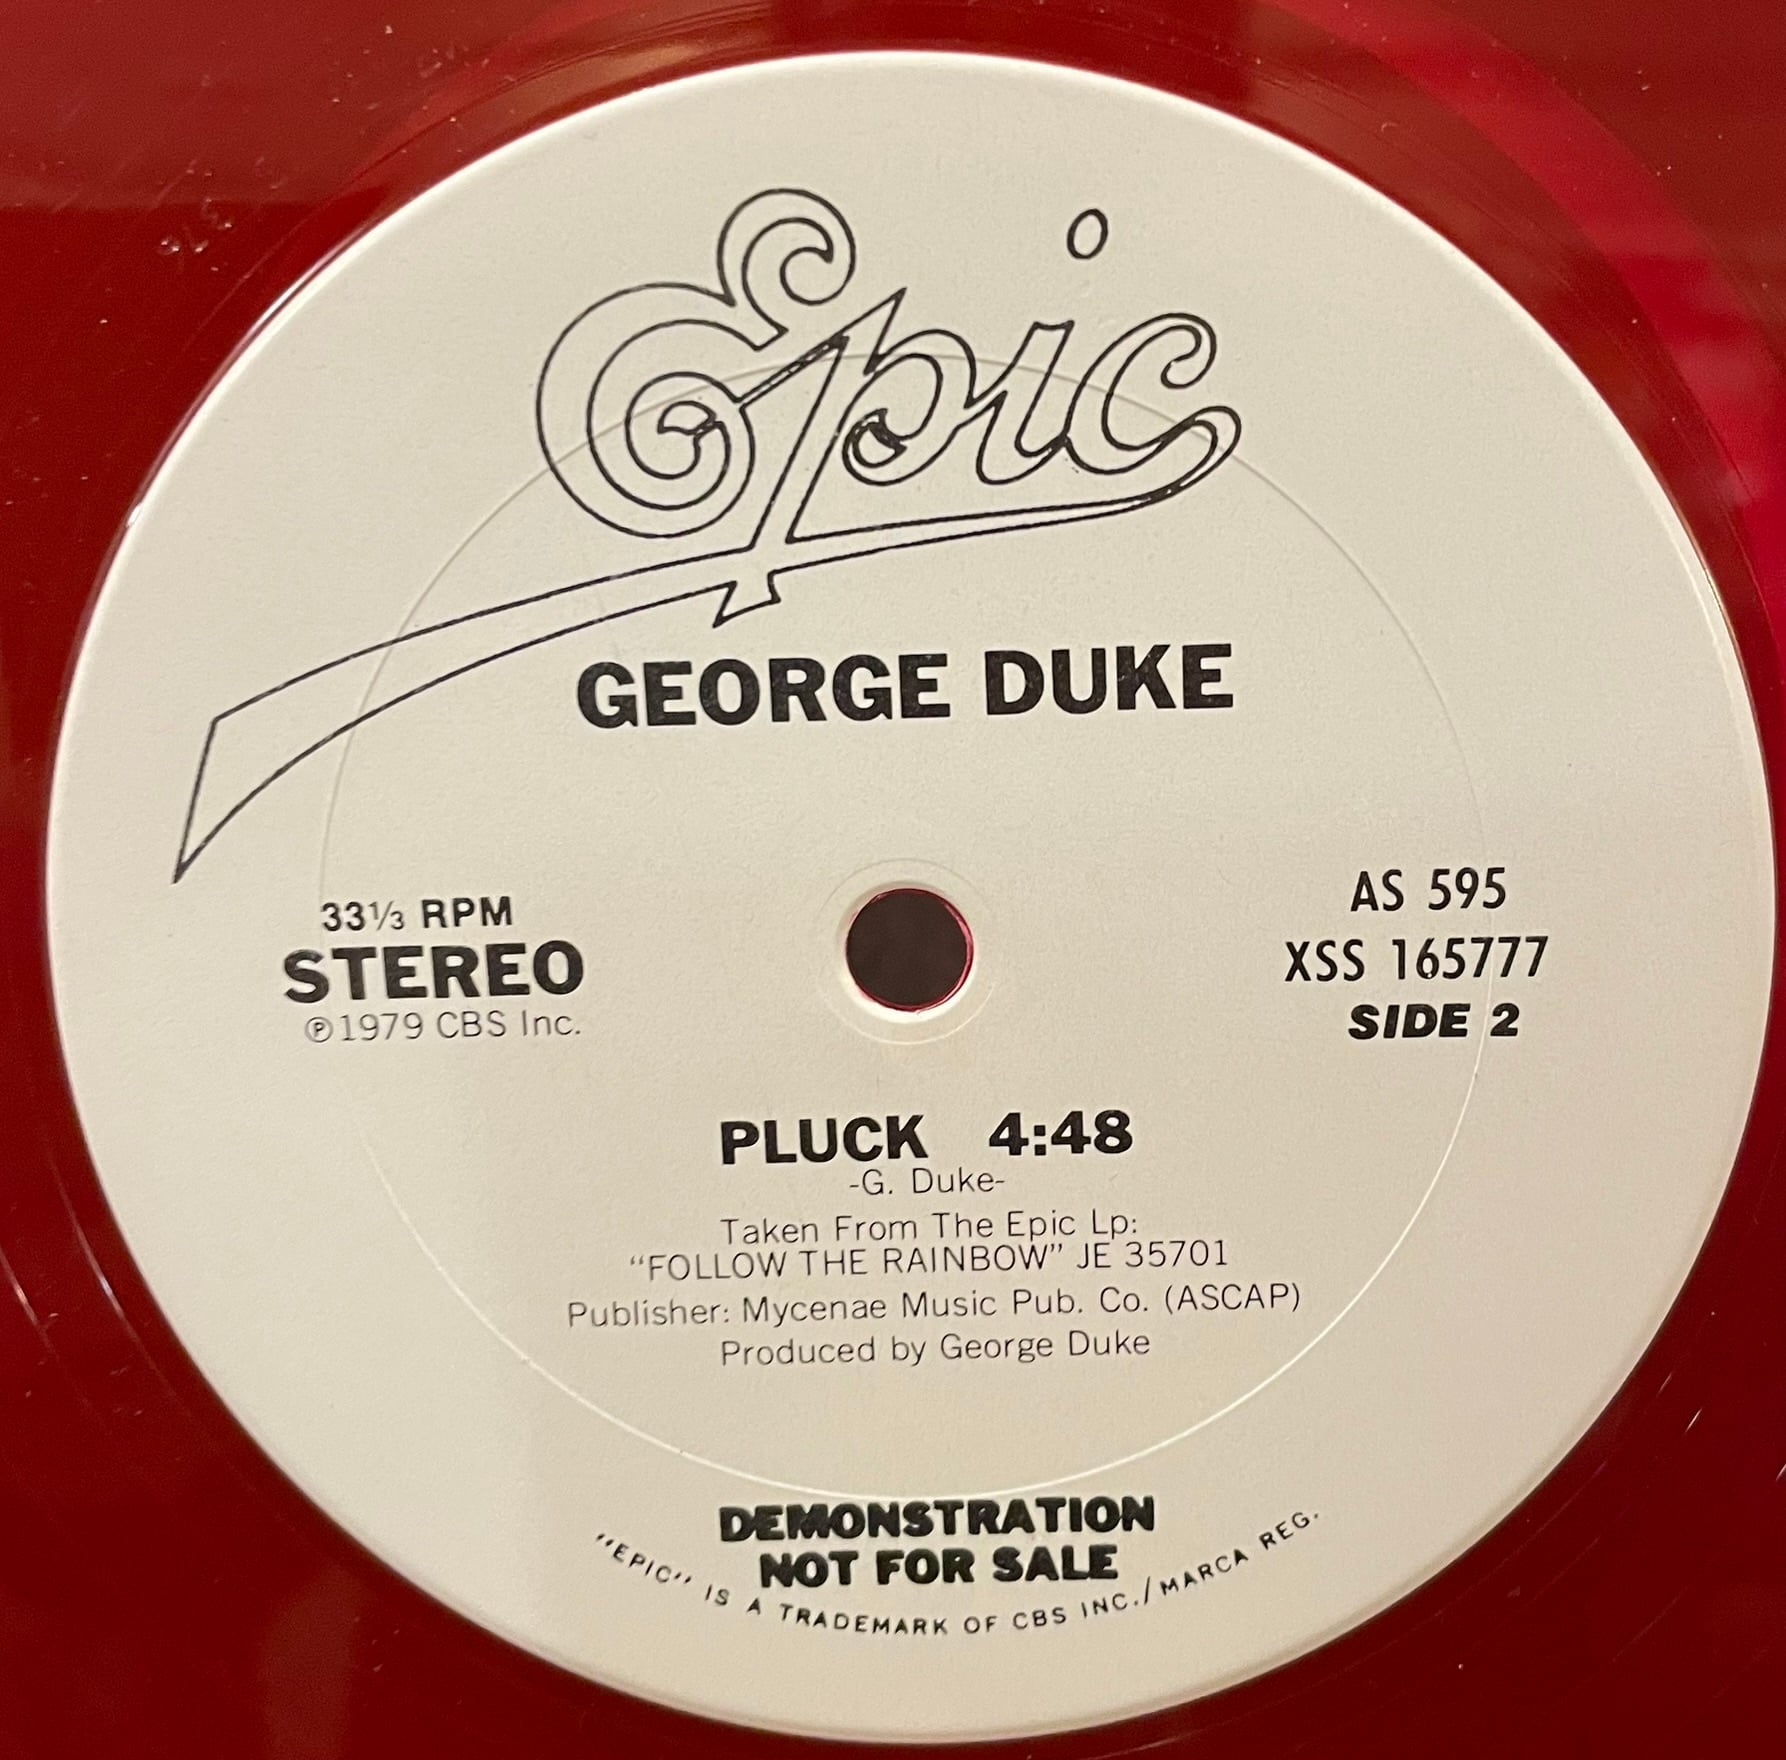 Epic
GEORGE DUKE
33⅓ RPM
STEREO
℗1979 CBS Inc.
AS 595
XSS 165777
SIDE 2
PLUCK 4:48
-G. Duke-
Taken From The Epic Lp:
“FOLLOW THE RAINBOW” JE 35701
Publisher: Mycenae Music Pub. Co. (ASCAP)
Produced by George Duke
DEMONSTRATION
NOT FOR SALE
"EPIC" IS A TRADEMARK OF CBS INC./MARCA REG.